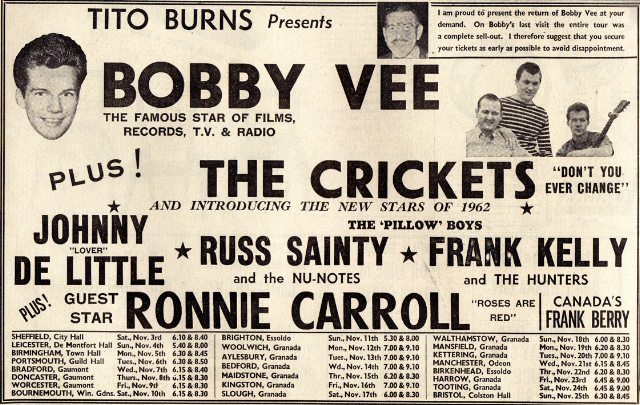 TITO BURNS Presents
I am proud to present the return of Bobby Vee at your
demand. On Bobby's last visit the entire tour was
a complete sell-out. I therefore suggest that you secure
your tickets as early as possible to avoid disappointment.
BOBBY VEE
THE FAMOUS STAR OF FILMS,
RECORDS, T.V. & RADIO
PLUS!
THE CRICKETS
"DON'T YOU
EVER CHANGE"
AND INTRODUCING THE NEW STARS OF 1962
JOHNNY
"LOVER"
DE LITTLE
THE 'PILLOW' BOYS
★ RUSS SAINTY ★ FRANK KELLY
and the NU-NOTES
and THE HUNTERS
PLUS! GUEST
STAR
RONNIE CARROLL
"ROSES ARE
RED"
CANADA'S
FRANK BERRY
SHEFFIELD, City Hall Sat., Nov. 3rd 6.10 & 8.40
LEICESTER, De Montfort Hall Sun., Nov. 4th 5.40 & 8.00
BIRMINGHAM, Town Hall Mon., Nov. 5th 6.30 & 8.45
PORTSMOUTH, Guild Hall Tues., Nov. 6th 6.30 & 8.50
BRADFORD, Gaumont Wed., Nov. 7th 6.15 & 8.40
DONCASTER, Gaumont Thurs., Nov. 8th 6.15 & 8.30
WORCESTER, Gaumont Fri., Nov. 9th 6.15 & 8.30
BOURNEMOUTH, Win. Gdns. Sat., Nov. 10th 6.15 & 8.30
BRIGHTON, Essoldo Sun., Nov. 11th 5.30 & 8.00
WOOLWICH, Granada Mon., Nov. 12th 7.00 & 9.10
AYLESBURY, Granada Tues., Nov. 13th 7.00 & 9.10
BEDFORD, Granada Wed., Nov. 14th 7.00 & 9.10
MAIDSTONE, Granada Thur., Nov. 15th 6.20 & 8.30
KINGSTON, Granada Fri., Nov. 16th 7.00 & 9.10
SLOUGH, Granada Sat., Nov. 17th 6.00 & 8.30
WALTHAMSTOW, Granada Sun., Nov. 18th 6.00 & 8.30
MANSFIELD, Granada Mon., Nov. 19th 6.20 & 8.30
KETTERING, Granada Tues., Nov. 20th 7.00 & 9.10
MANCHESTER, Odeon Wed., Nov. 21st 6.15 & 8.45
BIRKENHEAD, Essoldo Thur., Nov. 22nd 6.20 & 8.30
HARROW, Granada Fri., Nov. 23rd 6.45 & 9.00
TOOTING, Granada Sat., Nov. 24th 6.45 & 9.00
BRISTOL, Colston Hall Sun., Nov. 25th 6.30 & 8.45